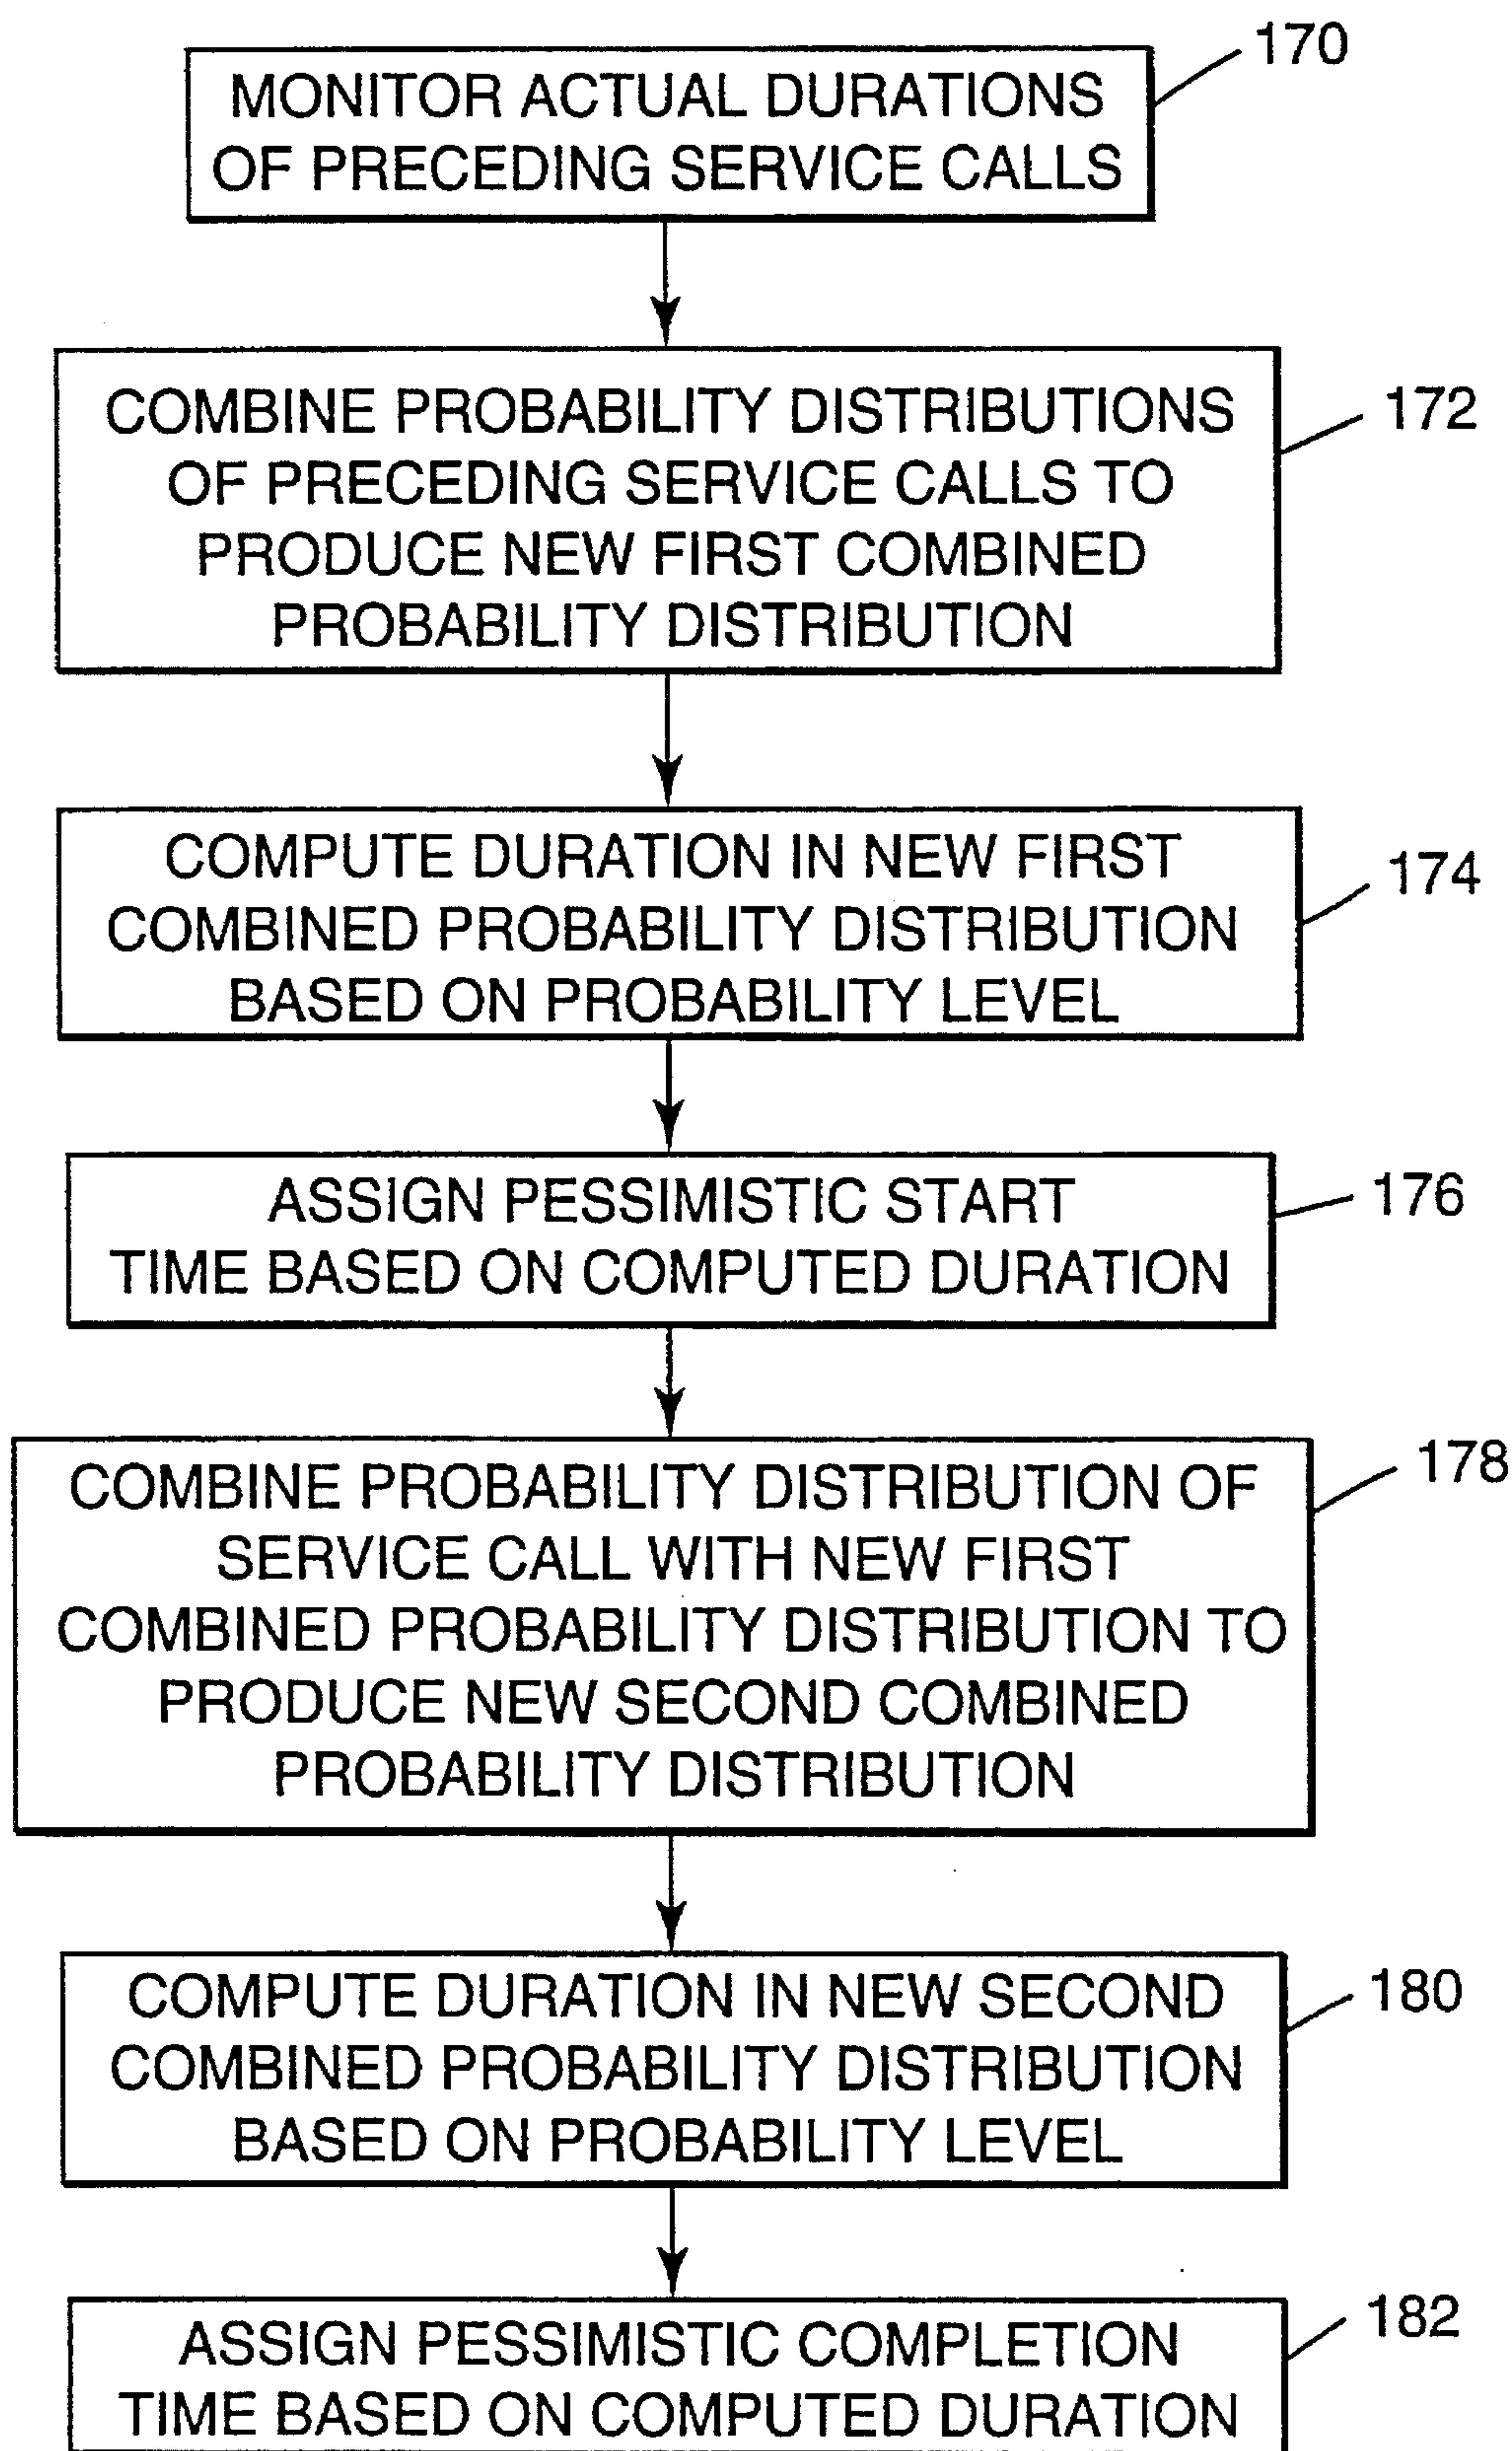 170
MONITOR ACTUAL DURATIONS
OF PRECEDING SERVICE CALLS
172
COMBINE PROBABILITY DISTRIBUTIONS
OF PRECEDING SERVICE CALLS TO
PRODUCE NEW FIRST COMBINED
PROBABILITY DISTRIBUTION
174
COMPUTE DURATION IN NEW FIRST
COMBINED PROBABILITY DISTRIBUTION
BASED ON PROBABILITY LEVEL
176
ASSIGN PESSIMISTIC START
TIME BASED ON COMPUTED DURATION
178
COMBINE PROBABILITY DISTRIBUTION OF
SERVICE CALL WITH NEW FIRST
COMBINED PROBABILITY DISTRIBUTION TO
PRODUCE NEW SECOND COMBINED
PROBABILITY DISTRIBUTION
180
COMPUTE DURATION IN NEW SECOND
COMBINED PROBABILITY DISTRIBUTION
BASED ON PROBABILITY LEVEL
182
ASSIGN PESSIMISTIC COMPLETION
TIME BASED ON COMPUTED DURATION